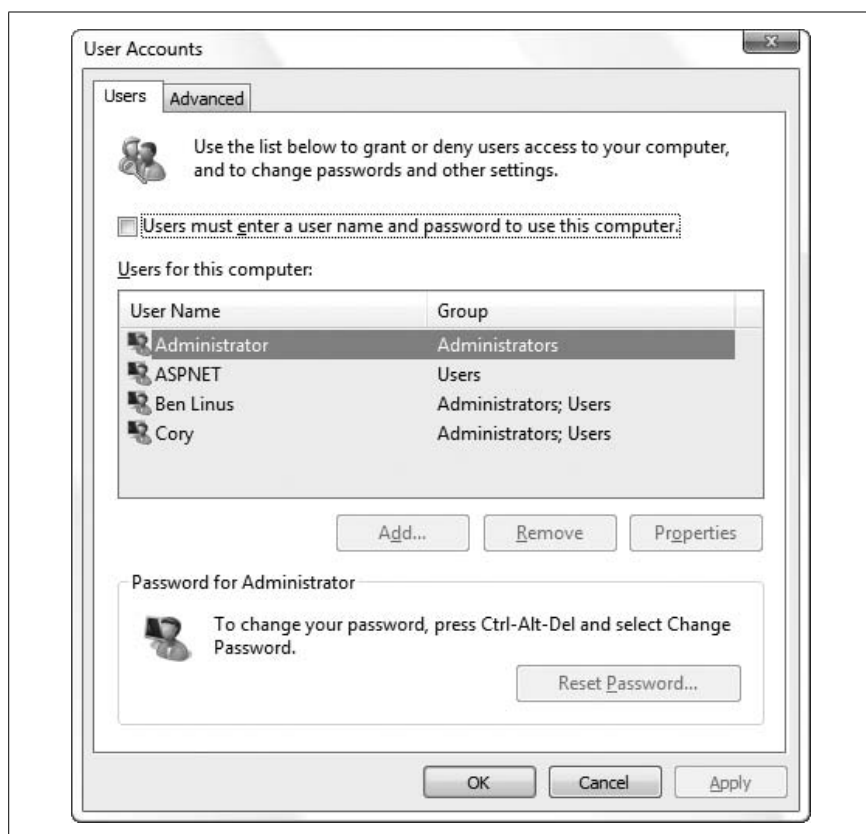 User Accounts
Users
Advanced
Use the list below to grant or deny users access to your computer,
and to change passwords and other settings.
Users must enter a user name and password to use this computer.
Users for this computer:
User Name Group
Administrator Administrators
ASPNET Users
Ben Linus Administrators; Users
Cory Administrators; Users
Add... Remove Properties
Password for Administrator
To change your password, press Ctrl-Alt-Del and select Change
Password.
Reset Password...
OK Cancel Apply